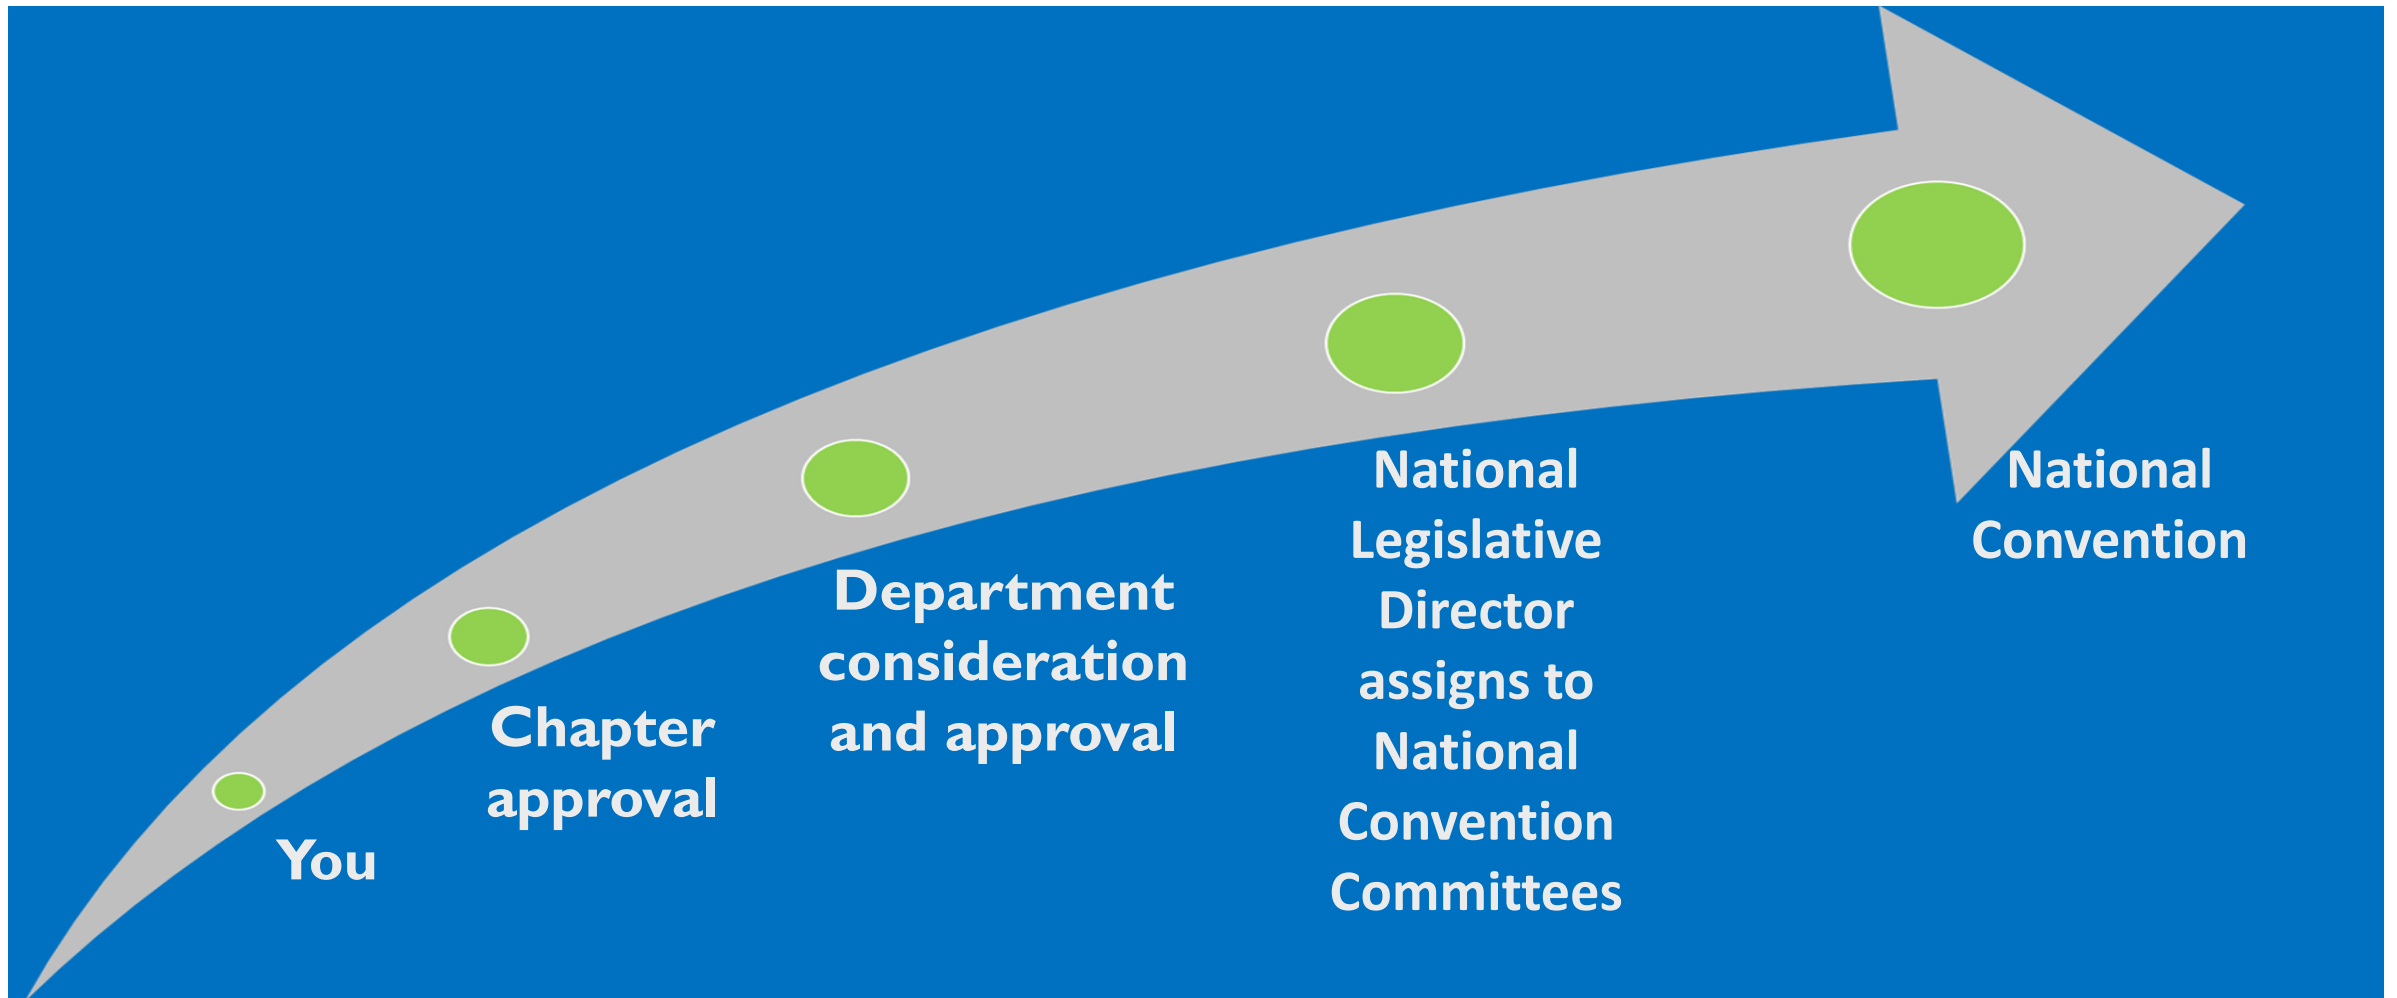 You
Chapter
approval
Department
consideration
and approval
National
Legislative
Director
assigns to
National
Convention
Committees
National
Convention